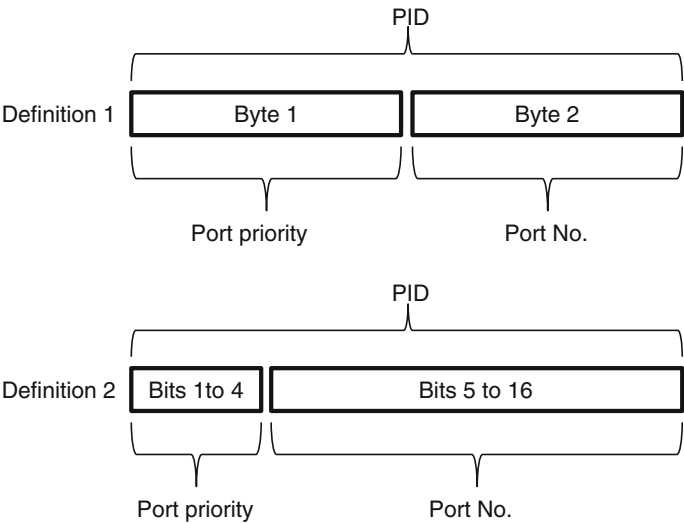 PID
Definition 1
Byte 1
Byte 2
Port priority
Port No.
PID
Definition 2
Bits 1to 4
Bits 5 to 16
Port priority
Port No.